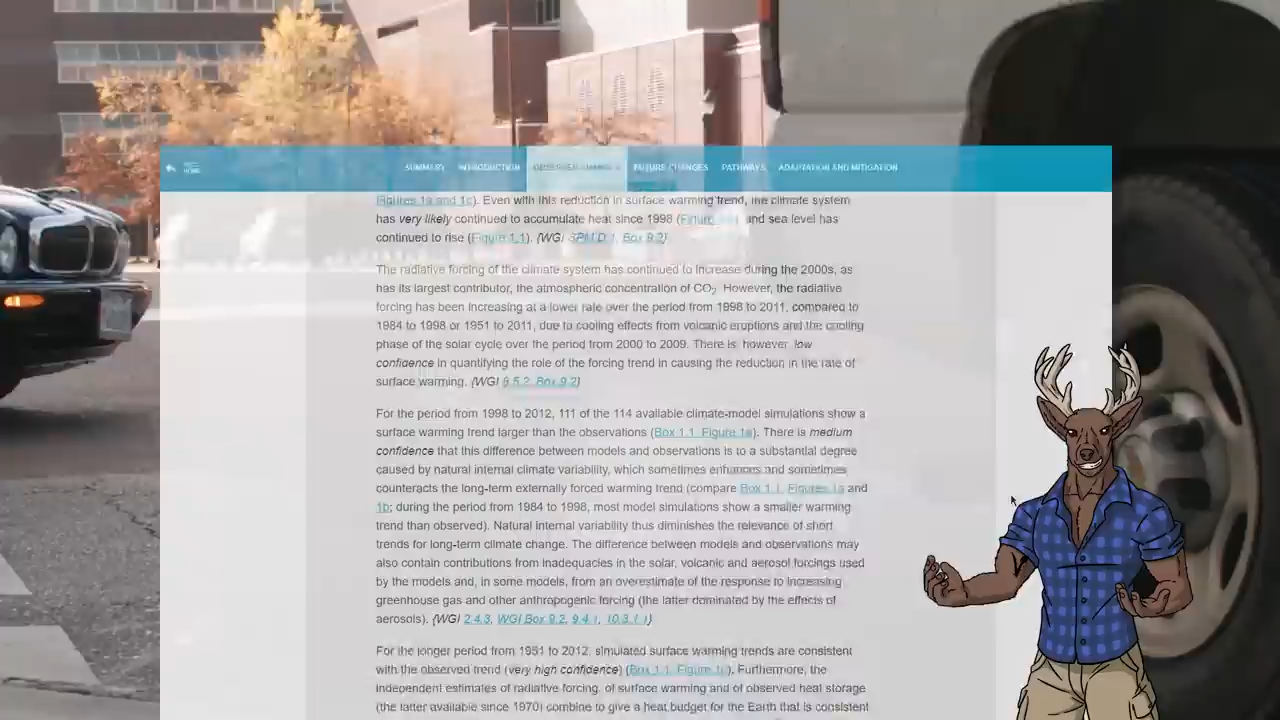 SUMMARY INTRODUCTION OBSERVED CHANGES FUTURE CHANGES PATHWAYS ADAPTATION AND MITIGATION
HOME
Figures 1a and 1c). Even with this reduction in surface warming trend, the climate system
has very likely continued to accumulate heat since 1998 (Figure and sea level has
continued to rise (Figure 1.1). {WGI SPM D.1, Box 9.2}
The radiative forcing of the climate system has continued to increase during the 2000s, as
has its largest contributor, the atmospheric concentration of CO2. However, the radiative
forcing has been increasing at a lower rate over the period from 1998 to 2011, compared to
1984 to 1998 or 1951 to 2011, due to cooling effects from volcanic eruptions and the cooling
phase of the solar cycle over the period from 2000 to 2009. There is, however, low
confidence in quantifying the role of the forcing trend in causing the reduction in the rate of
surface warming. {WGI 8.5.2, Box 9.2}
For the period from 1998 to 2012, 111 of the 114 available climate-model simulations show a
surface warming trend larger than the observations (Box 1.1, Figure 1a). There is medium
confidence that this difference between models and observations is to a substantial degree
caused by natural internal climate variability, which sometimes enhances and sometimes
counteracts the long-term externally forced warming trend (compare Box 1.1, Figures 1a and
1b; during the period from 1984 to 1998, most model simulations show a smaller warming
trend than observed). Natural internal variability thus diminishes the relevance of short
trends for long-term climate change. The difference between models and observations may
also contain contributions from inadequacies in the solar, volcanic and aerosol forcings used
by the models and, in some models, from an overestimate of the response to increasing
greenhouse gas and other anthropogenic forcing (the latter dominated by the effects of
aerosols). {WGI 2.4.3, WGI Box 9.2, 9.4.1, 10.3.1.1}
For the longer period from 1951 to 2012, simulated surface warming trends are consistent
with the observed trend (very high confidence) (Box 1.1, Figure 1c). Furthermore, the
independent estimates of radiative forcing, of surface warming and of observed heat storage
(the latter available since 1970) combine to give a heat budget for the Earth that is consistent